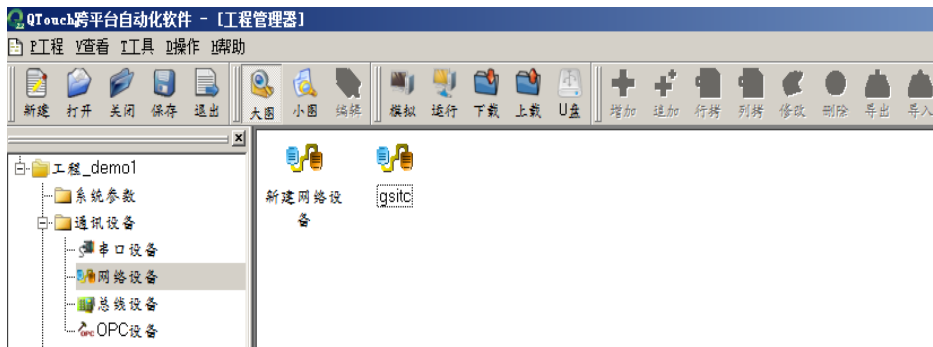 QTouch跨平台自动化软件 - [工程管理器]
P工程 V查看 T工具 D操作 H帮助
新建 打开 关闭 保存 退出 大图 小图 编辑 模拟 运行 下载 上载 U盘 增加 追加 行拷 列拷 修改 删除 导出 导入
工程_demo1
系统参数
通讯设备
串口设备
网络设备
总线设备
OPC设备
新建网络设
备
gsitc